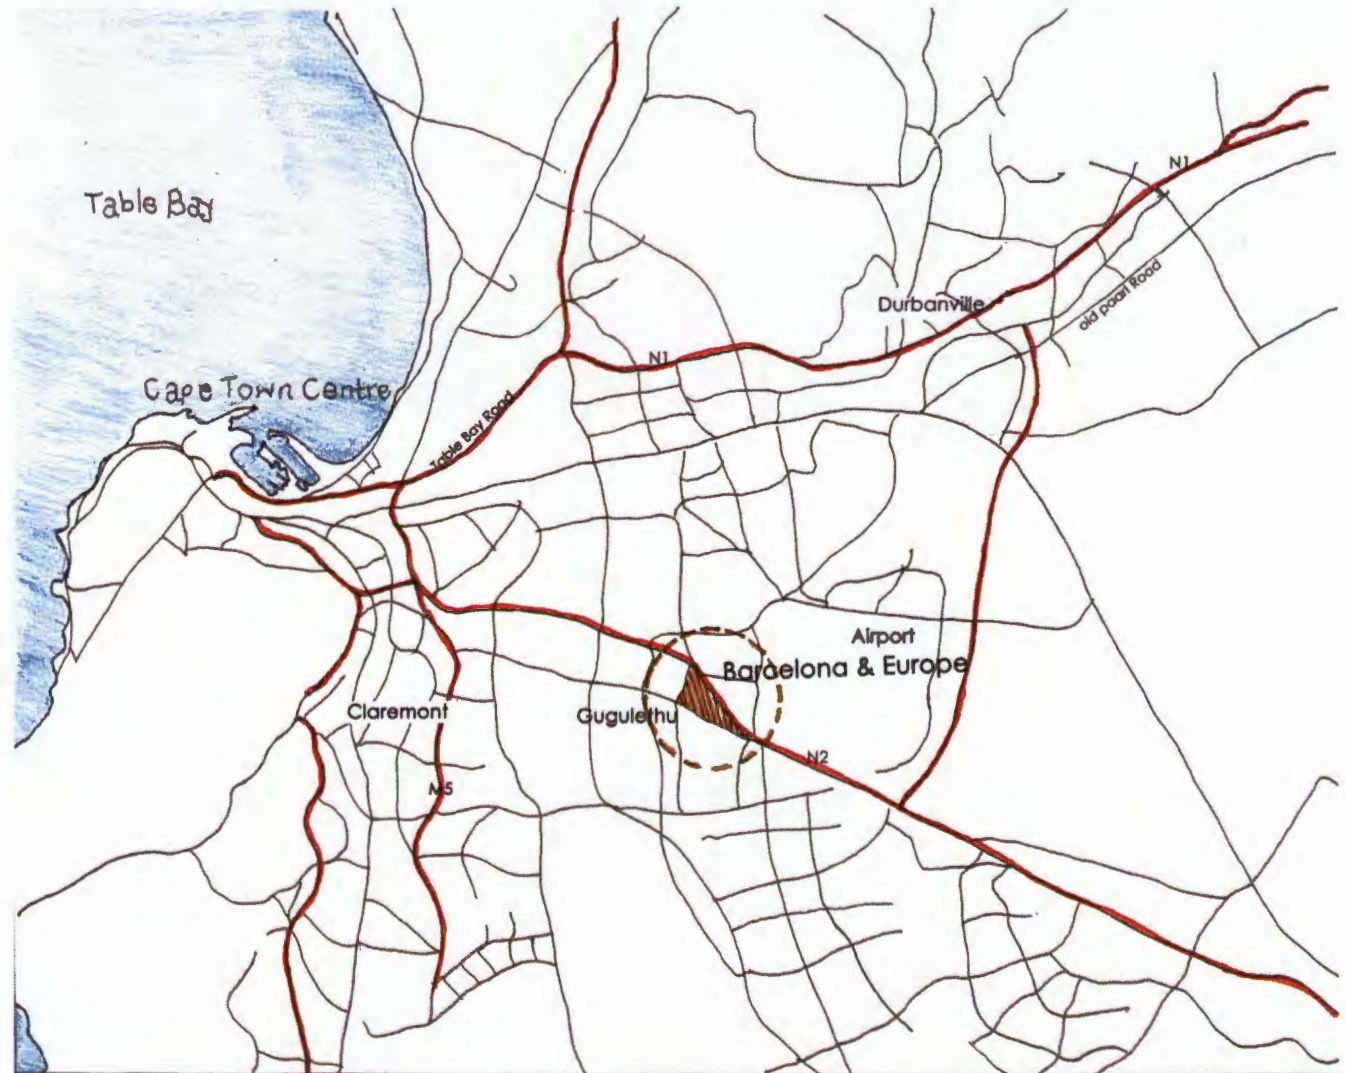 N1
Table Bay
old paarl Road
Durbanville
N1
Cape Town Centre
Table Bay Road
Airport
Barcelona & Europe
Claremont
Gugulethu
N2
M5